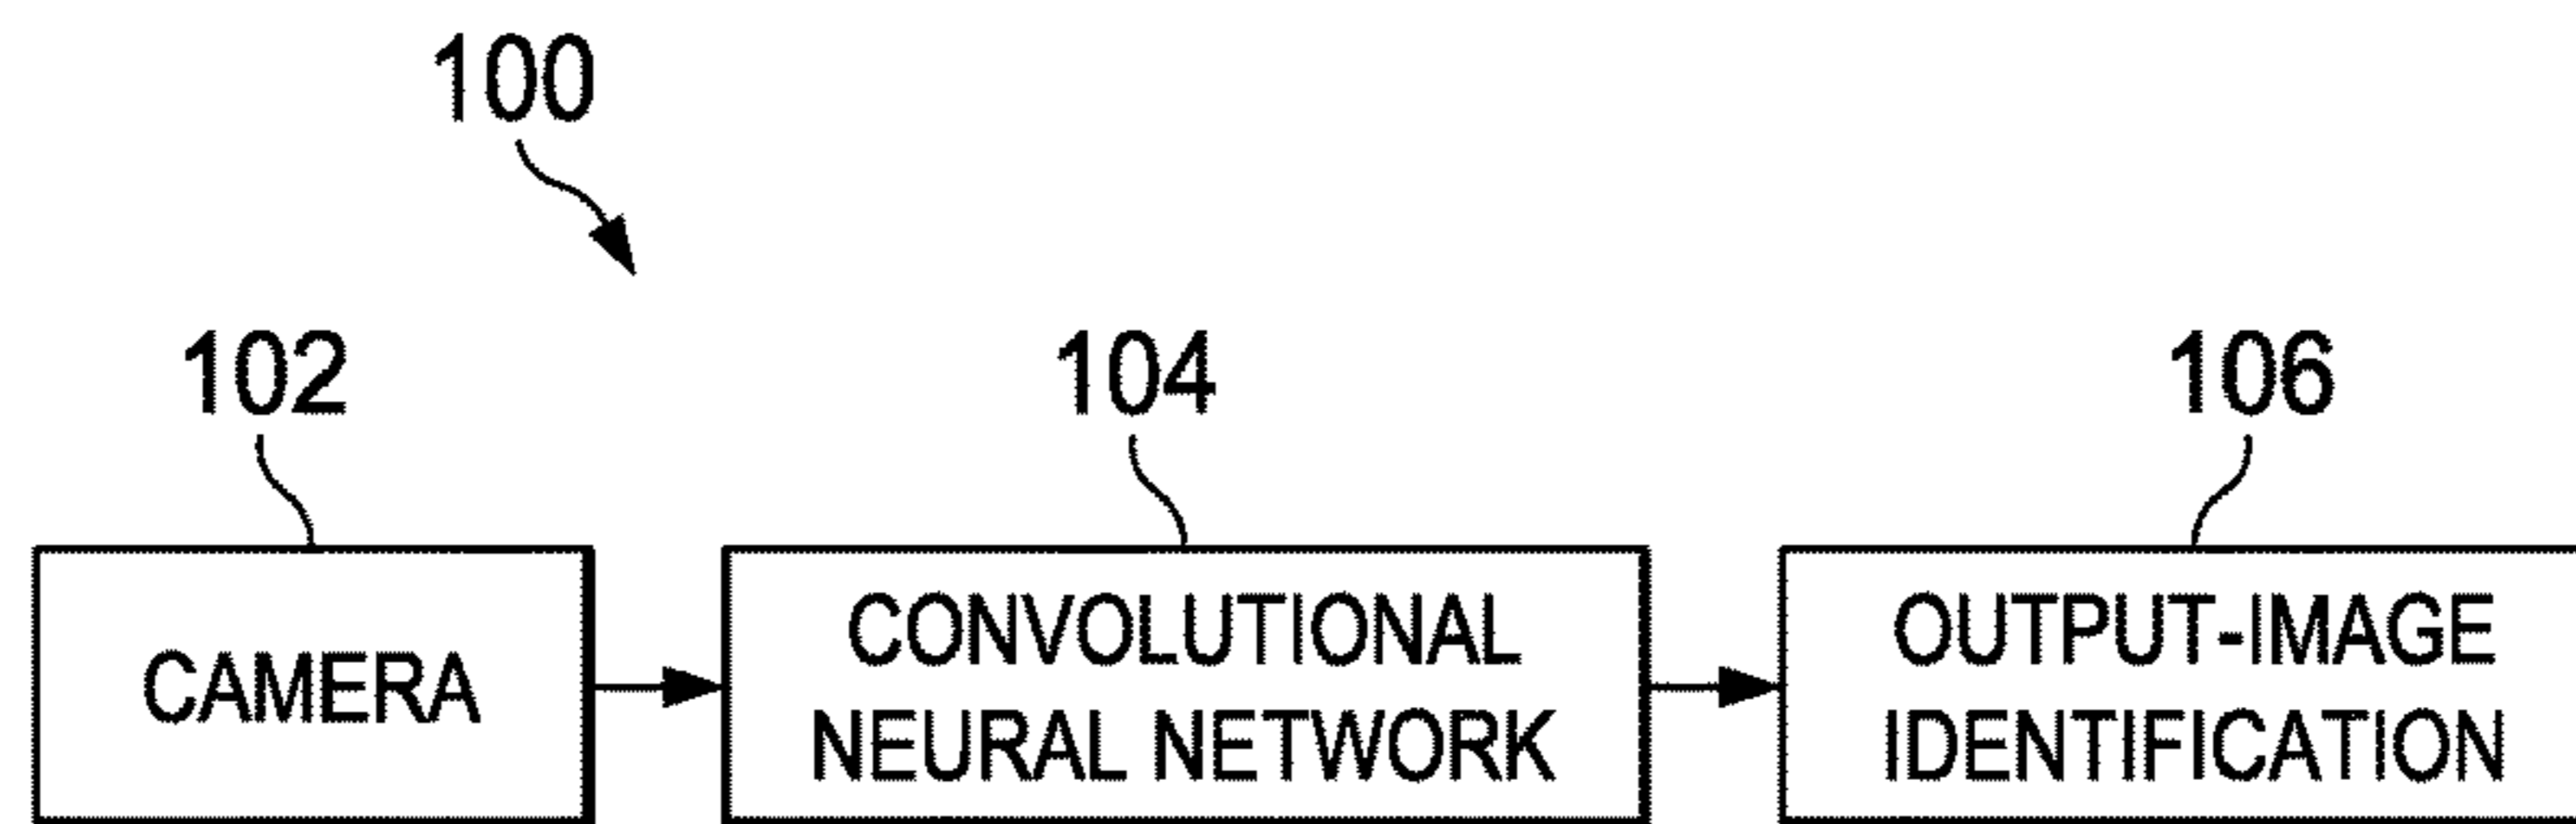 100
102
104
106
CAMERA
CONVOLUTIONAL
NEURAL NETWORK
OUTPUT-IMAGE
IDENTIFICATION